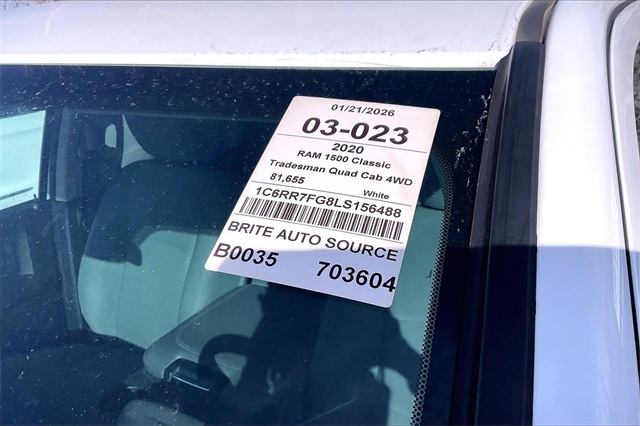 01/21/2026
03-023
2020
RAM 1500 Classic
Tradesman Quad Cab 4WD
81,655 White
1C6RR7FG8LS156488
BRITE AUTO SOURCE
B0035 703604